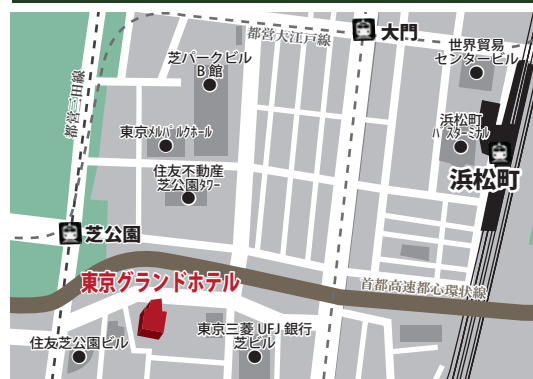 都営大江戸線
大門
世界貿易
センタービル
芝パークビル
B館
都営三田線
東京メルパルクホール
浜松町
バスターミナル
浜松町
住友不動産
芝公園タワー
芝公園
東京グランドホテル
首都高速都心環状線
住友芝公園ビル
東京三菱 UFJ 銀行
芝ビル